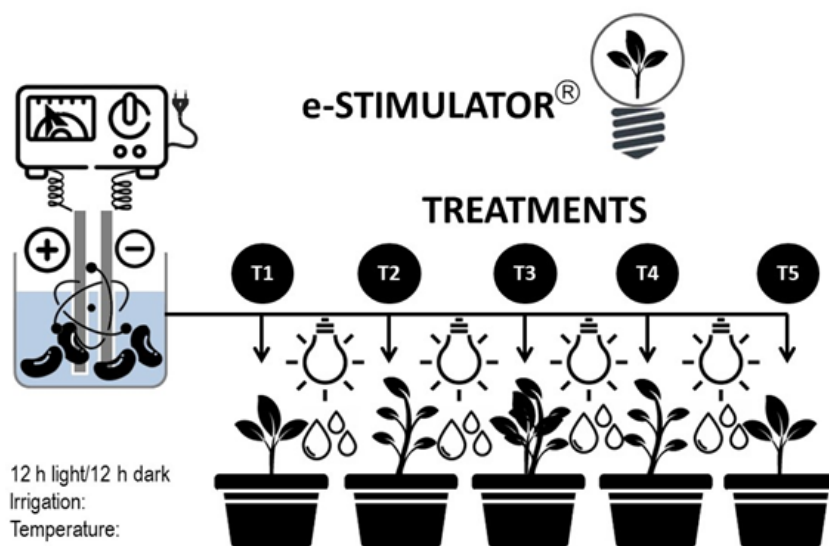 e-STIMULATOR®
TREATMENTS
+ −
T1 T2 T3 T4 T5
12 h light/12 h dark
Irrigation:
Temperature: